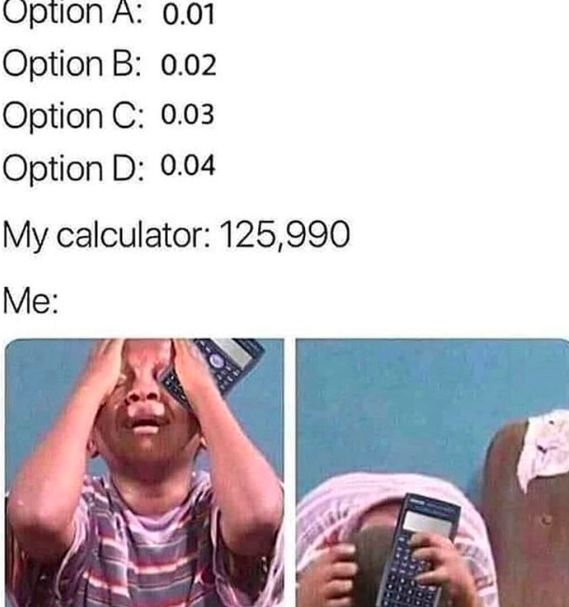 Option A: 0.01
Option B: 0.02
Option C: 0.03
Option D: 0.04
My calculator: 125,990
Me: